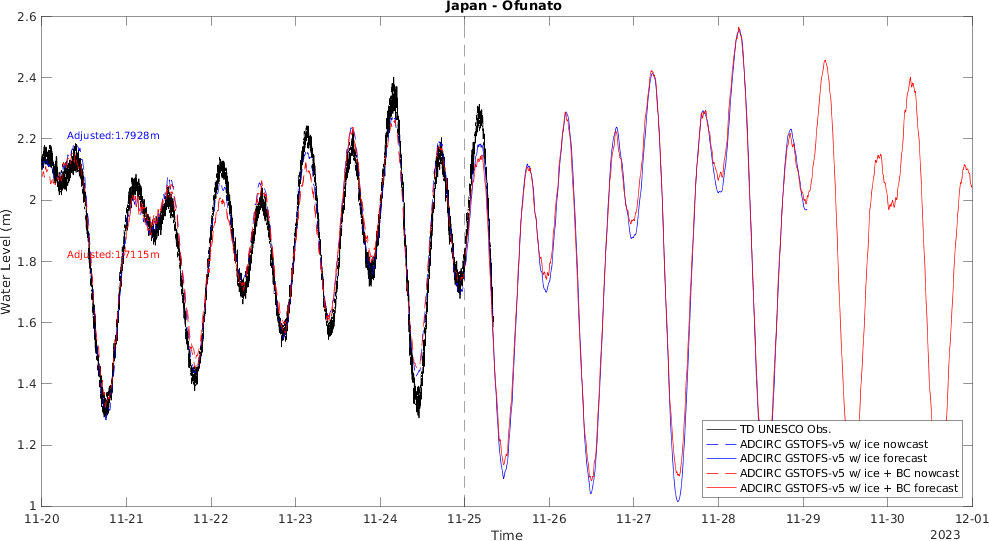 Japan - Ofunato
2.6
2.4
2.2
2
1.8
1.6
1.4
1.2
1
Water Level (m)
Adjusted:1.7928m
Adjusted:1.7115m
TD UNESCO Obs.
ADCIRC GSTOFS-v5 w/ ice nowcast
ADCIRC GSTOFS-v5 w/ ice forecast
ADCIRC GSTOFS-v5 w/ ice + BC nowcast
ADCIRC GSTOFS-v5 w/ ice + BC forecast
11-20 11-21 11-22 11-23 11-24 11-25 11-26 11-27 11-28 11-29 11-30 12-01
Time
2023